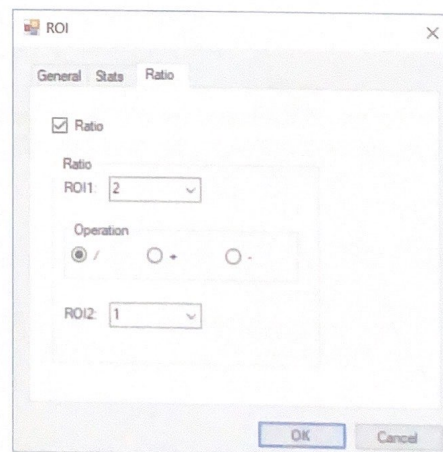 ROI
General Stats Ratio
Ratio
Ratio
ROI1: 2
Operation
/ + -
ROI2: 1
OK Cancel